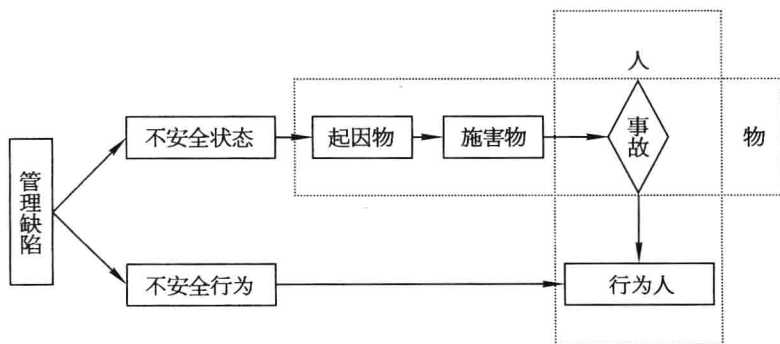 人
不安全状态
起因物
施害物
事故
物
管理缺陷
不安全行为
行为人